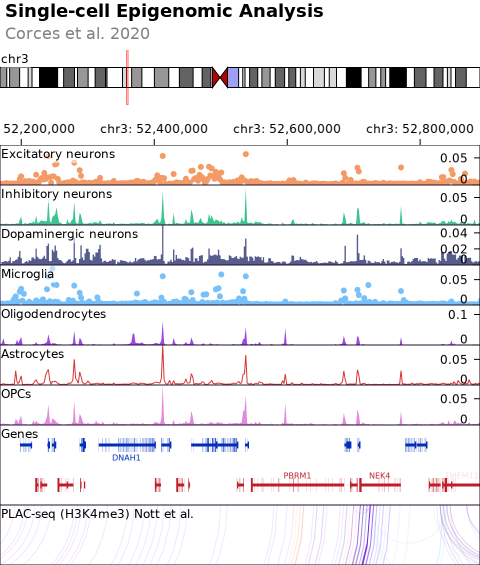 Single-cell Epigenomic Analysis
Corces et al. 2020
chr3
52,200,000 chr3: 52,400,000 chr3: 52,600,000 chr3: 52,800,000
Excitatory neurons 0.05
0
Inhibitory neurons 0.05
0
Dopaminergic neurons 0.04
0.02
0
Microglia 0.05
0
Oligodendrocytes 0.1
0
Astrocytes 0.05
0
OPCs 0.05
0
Genes
DNAH1
PBRM1 NEK4
PLAC-seq (H3K4me3) Nott et al.